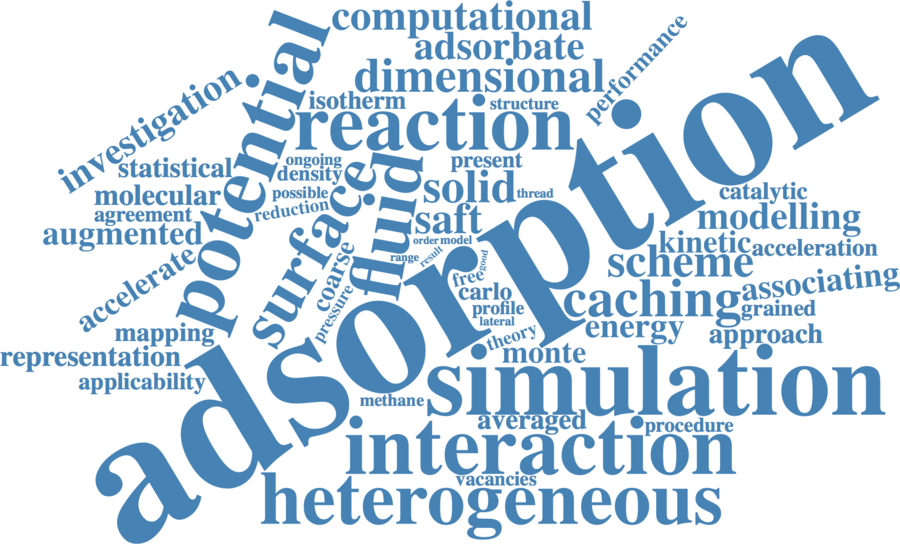 computational
adsorbate
performance
dimensional
potential
investigation
isotherm
structure
reaction
adsorption
ongoing
present
statistical
density
surface
fluid
solid
thread
possible
catalytic
molecular
agreement
reduction
saft
modelling
augmented
order
model
kinetic
acceleration
range
result
good
scheme
accelerate
coarse
free
associating
pressure
carlo
caching
profile
grained
lateral
energy
approach
mapping
theory
representation
monte
applicability
simulation
methane
averaged
procedure
interaction
vacancies
heterogeneous